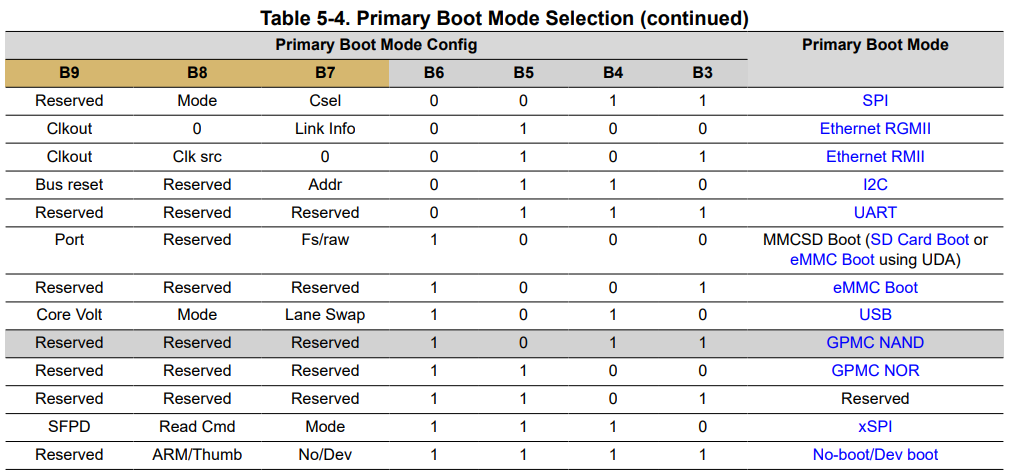 Table 5-4. Primary Boot Mode Selection (continued)
Primary Boot Mode Config Primary Boot Mode
B9 B8 B7 B6 B5 B4 B3
Reserved Mode Csel 0 0 1 1 SPI
Clkout 0 Link Info 0 1 0 0 Ethernet RGMII
Clkout Clk src 0 0 1 0 1 Ethernet RMII
Bus reset Reserved Addr 0 1 1 0 I2C
Reserved Reserved Reserved 0 1 1 1 UART
Port Reserved Fs/raw 1 0 0 0 MMCSD Boot (SD Card Boot or
eMMC Boot using UDA)
Reserved Reserved Reserved 1 0 0 1 eMMC Boot
Core Volt Mode Lane Swap 1 0 1 0 USB
Reserved Reserved Reserved 1 0 1 1 GPMC NAND
Reserved Reserved Reserved 1 1 0 0 GPMC NOR
Reserved Reserved Reserved 1 1 0 1 Reserved
SFPD Read Cmd Mode 1 1 1 0 xSPI
Reserved ARM/Thumb No/Dev 1 1 1 1 No-boot/Dev boot